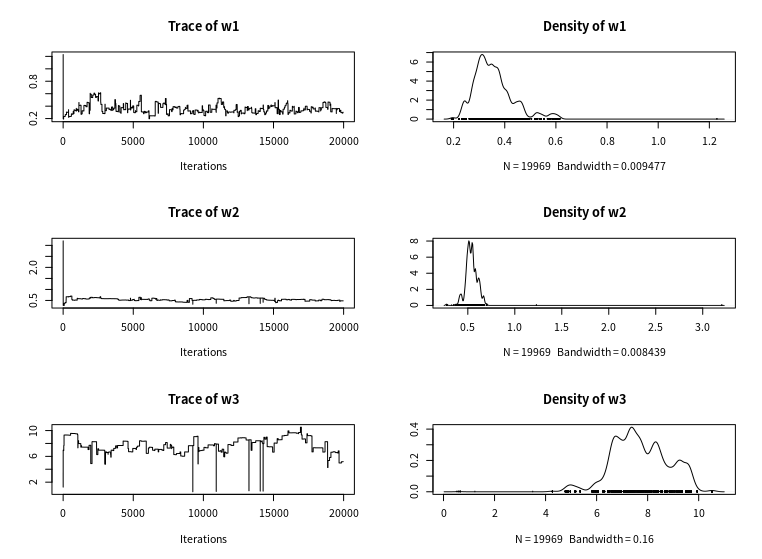 Trace of w1
0.2 0.8
0 5000 10000 15000 20000
Iterations
Density of w1
0 2 4 6
0.2 0.4 0.6 0.8 1.0 1.2
N = 19969 Bandwidth = 0.009477
Trace of w2
0.5 2.0
0 5000 10000 15000 20000
Iterations
Density of w2
0 2 4 6 8
0.5 1.0 1.5 2.0 2.5 3.0
N = 19969 Bandwidth = 0.008439
Trace of w3
2 6 10
0 5000 10000 15000 20000
Iterations
Density of w3
0.0 0.2 0.4
0 2 4 6 8 10
N = 19969 Bandwidth = 0.16